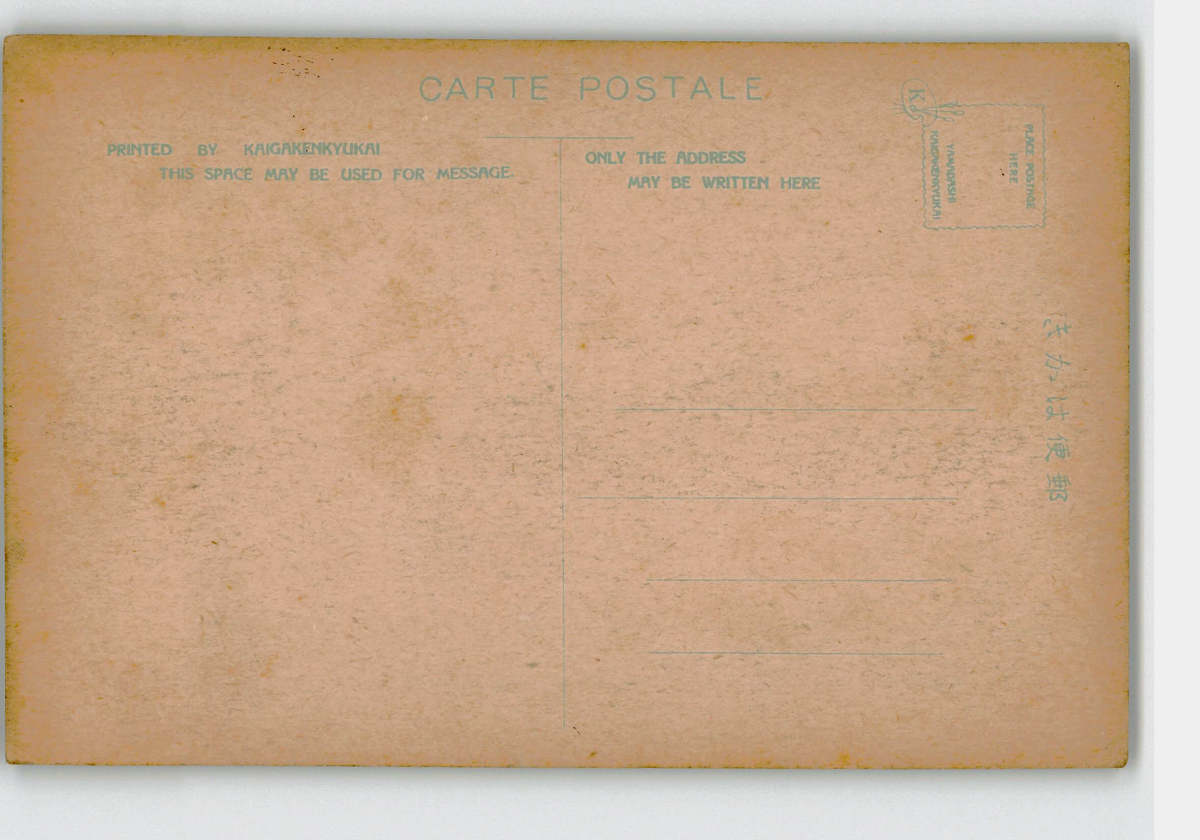 CARTE POSTALE
PRINTED BY KAIGAKENKYUKAI
THIS SPACE MAY BE USED FOR MESSAGE.
ONLY THE ADDRESS
MAY BE WRITTEN HERE
PLACE POSTAGE
HERE
KAIGAKENKYUKAI
きかは便郵